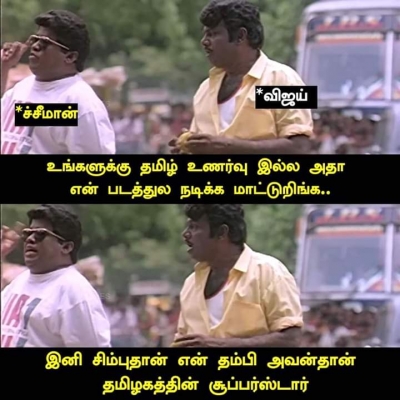 *ச்சீமான்
*விஜய்
உங்களுக்கு தமிழ் உணர்வு இல்ல அதா
என் படத்துல நடிக்க மாட்டுறிங்க..
இனி சிம்புதான் என் தம்பி அவன்தான்
தமிழகத்தின் சூப்பர்ஸ்டார்